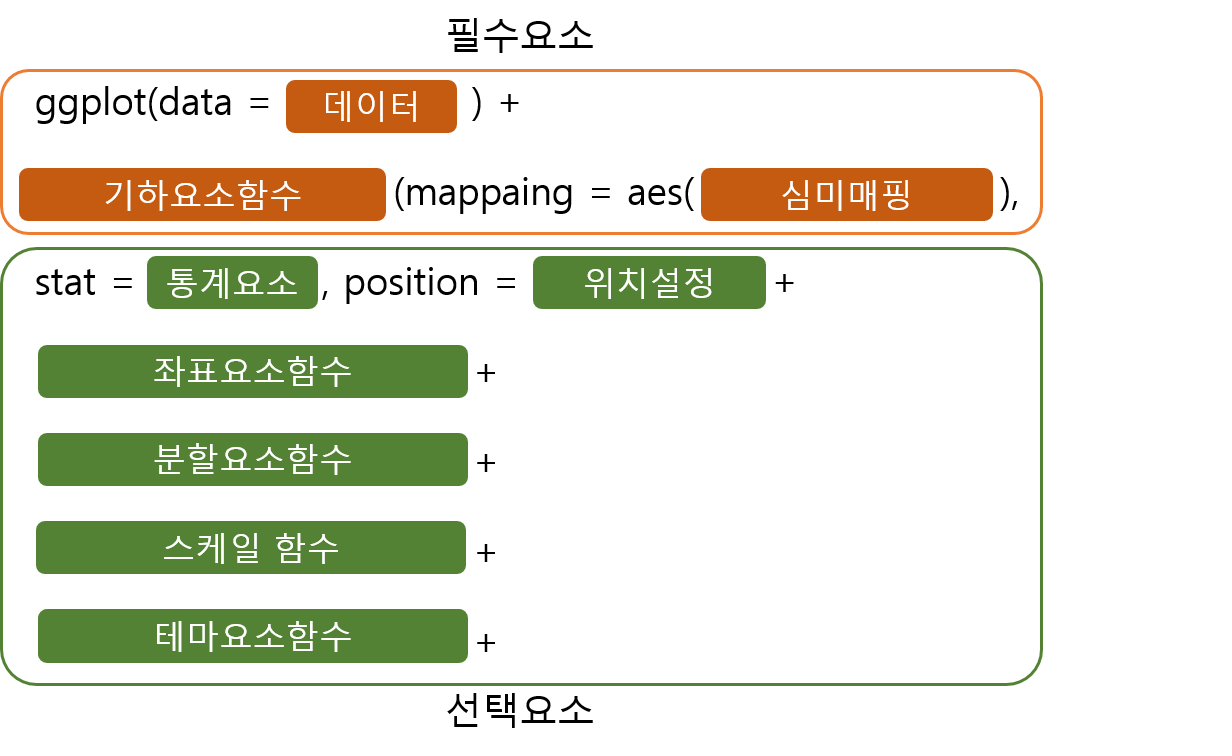 필수요소
ggplot(data = 데이터 ) +
기하요소함수 (mappaing = aes( 심미매핑 ),
stat = 통계요소 , position = 위치설정 +
좌표요소함수 +
분할요소함수 +
스케일 함수 +
테마요소함수 +
선택요소